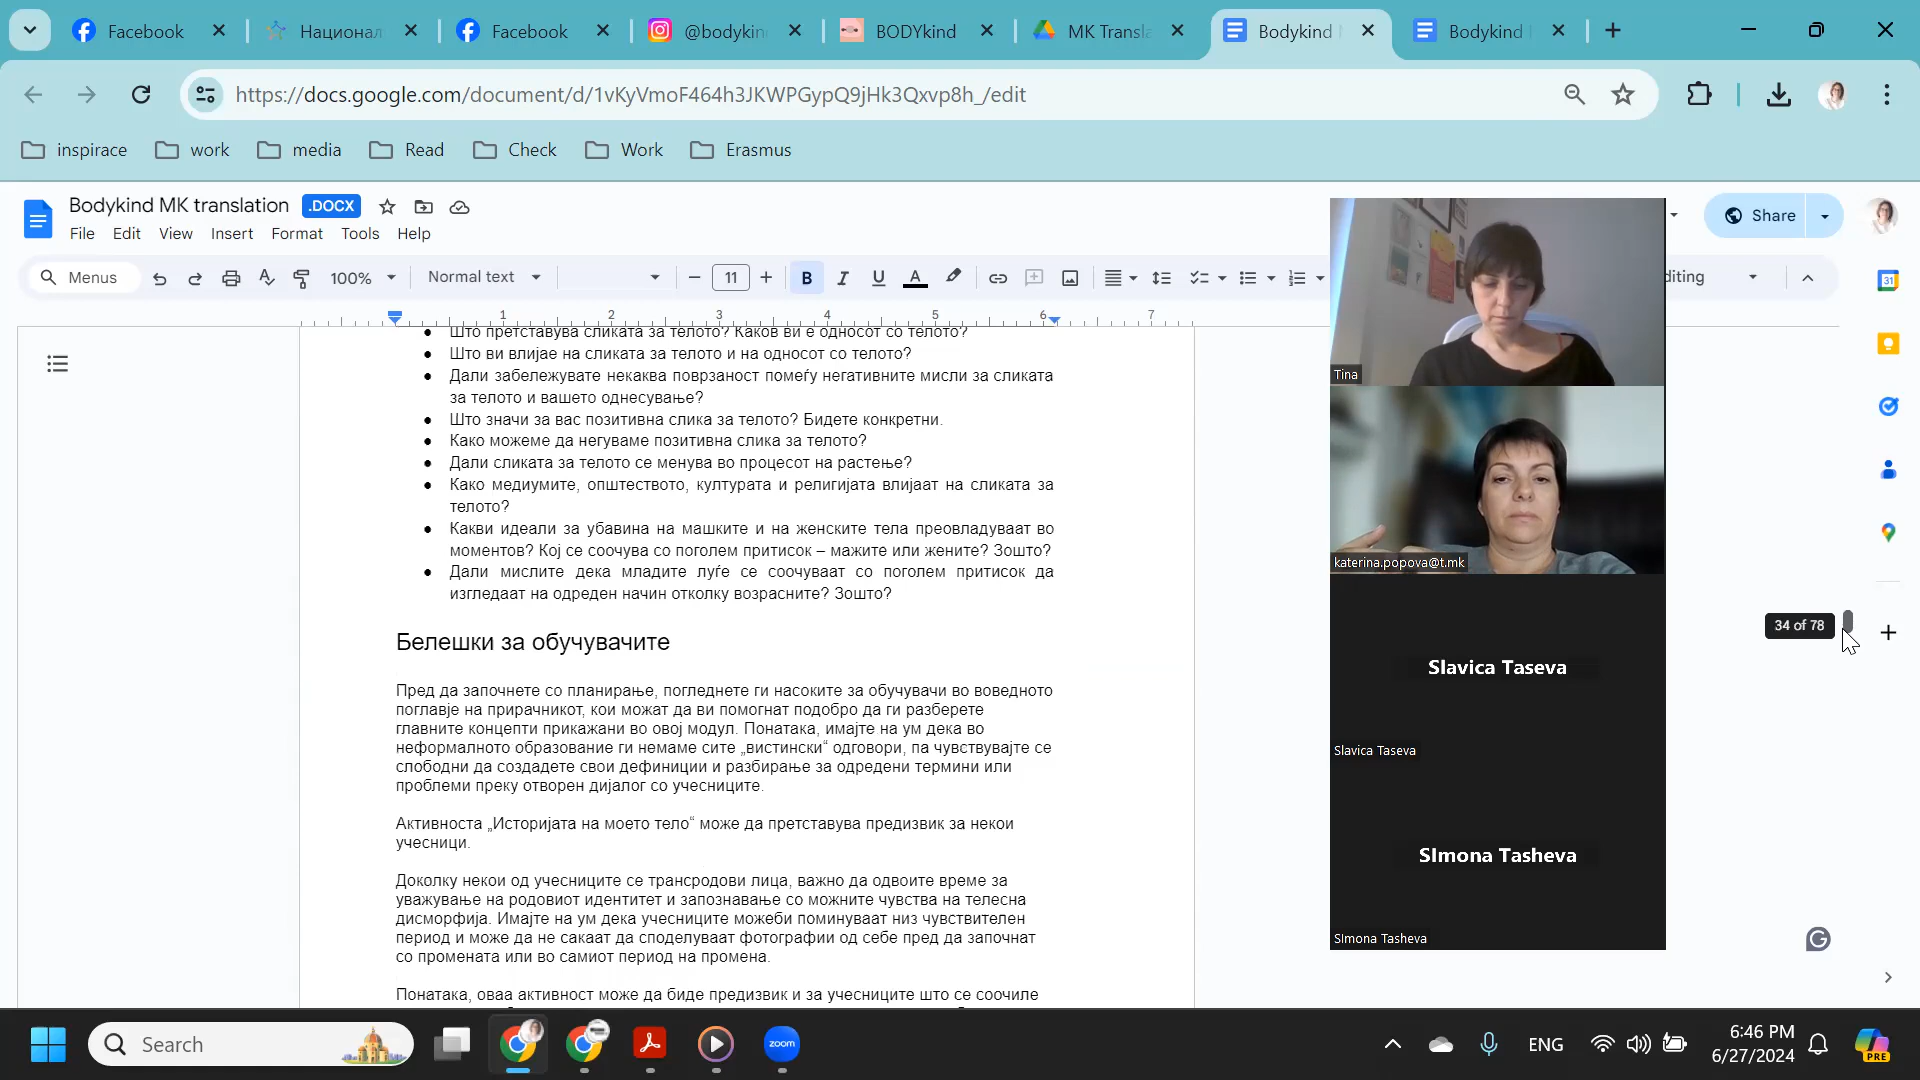 Facebook
Национал
Facebook
@bodykin
BODYkind
MK Transla
Bodykind
Bodykind
https://docs.google.com/document/d/1vKyVmoF464h3JKWPGypQ9jHk3Qxvp8h_/edit
inspirace
work
media
Read
Check
Work
Erasmus
Bodykind MK translation
.DOCX
Share
File Edit View Insert Format Tools Help
Menus
100%
Normal text
11
B I U A
diting
1 2 3 4 5 6 7
Што претставува сликата за телото? Каков ви е односот со телото?
Што ви влијае на сликата за телото и на односот со телото?
Дали забележувате некаква поврзаност помеѓу негативните мисли за сликата
за телото и вашето однесување?
Што значи за вас позитивна слика за телото? Бидете конкретни.
Како можеме да негуваме позитивна слика за телото?
Дали сликата за телото се менува во процесот на растење?
Како медиумите, општеството, културата и религијата влијаат на сликата за
телото?
Какви идеали за убавина на машките и на женските тела преовладуваат во
моментов? Кој се соочува со поголем притисок – мажите или жените? Зошто?
Дали мислите дека младите луѓе се соочуваат со поголем притисок да
изгледаат на одреден начин отколку возрасните? Зошто?
Белешки за обучувачите
Пред да започнете со планирање, погледнете ги насоките за обучувачи во воведното
поглавје на прирачникот, кои можат да ви помогнат подобро да ги разберете
главните концепти прикажани во овој модул. Понатака, имајте на ум дека во
неформалното образование ги немаме сите „вистински“ одговори, па чувствувајте се
слободни да создадете свои дефиниции и разбирање за одредени термини или
проблеми преку отворен дијалог со учесниците.
Активноста „Историјата на моето тело“ може да претставува предизвик за некои
учесници.
Доколку некои од учесниците се трансродови лица, важно да одвоите време за
уважување на родовиот идентитет и запознавање со можните чувства на телесна
дисморфија. Имајте на ум дека учесниците можеби поминуваат низ чувствителен
период и може да не сакаат да споделуваат фотографии од себе пред да започнат
со промената или во самиот период на промена.
Понатака, оваа активност може да биде предизвик и за учесниците што се соочиле
Tina
katerina.popova@t.mk
Slavica Taseva
Slavica Taseva
SImona Tasheva
SImona Tasheva
34 of 78
31
Search
zoom
ENG
6:46 PM
6/27/2024
PRE